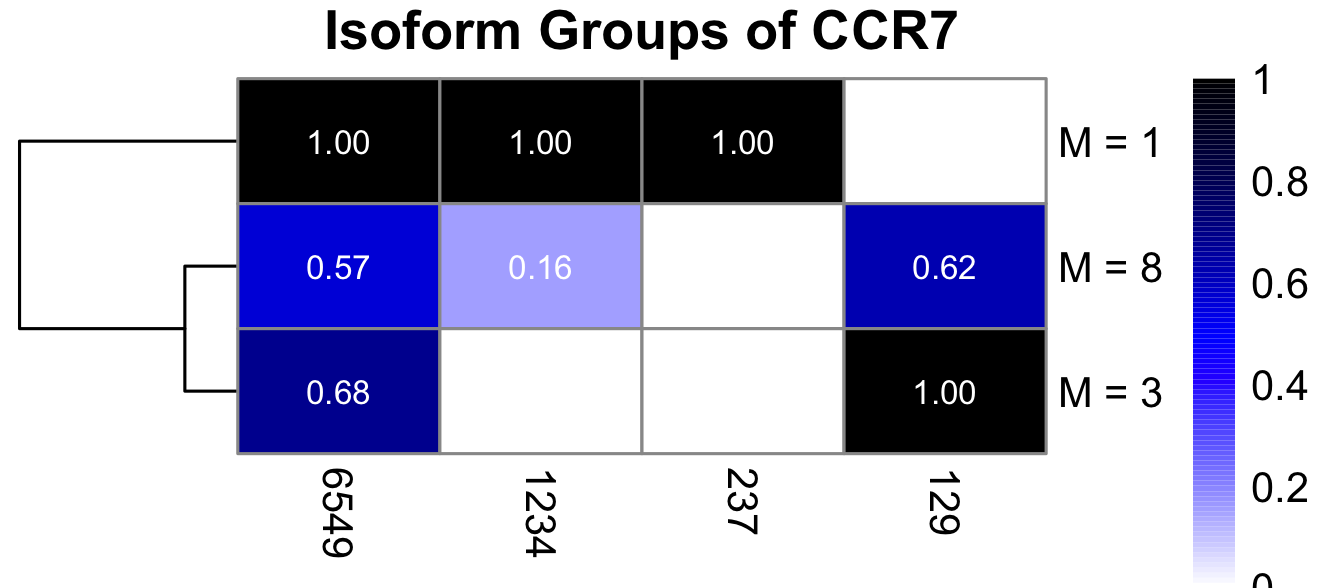 Isoform Groups of CCR7
1.00 1.00 1.00 M = 1
0.57 0.16 0.62 M = 8
0.68 1.00 M = 3
6549 1234 237 129
1
0.8
0.6
0.4
0.2
0